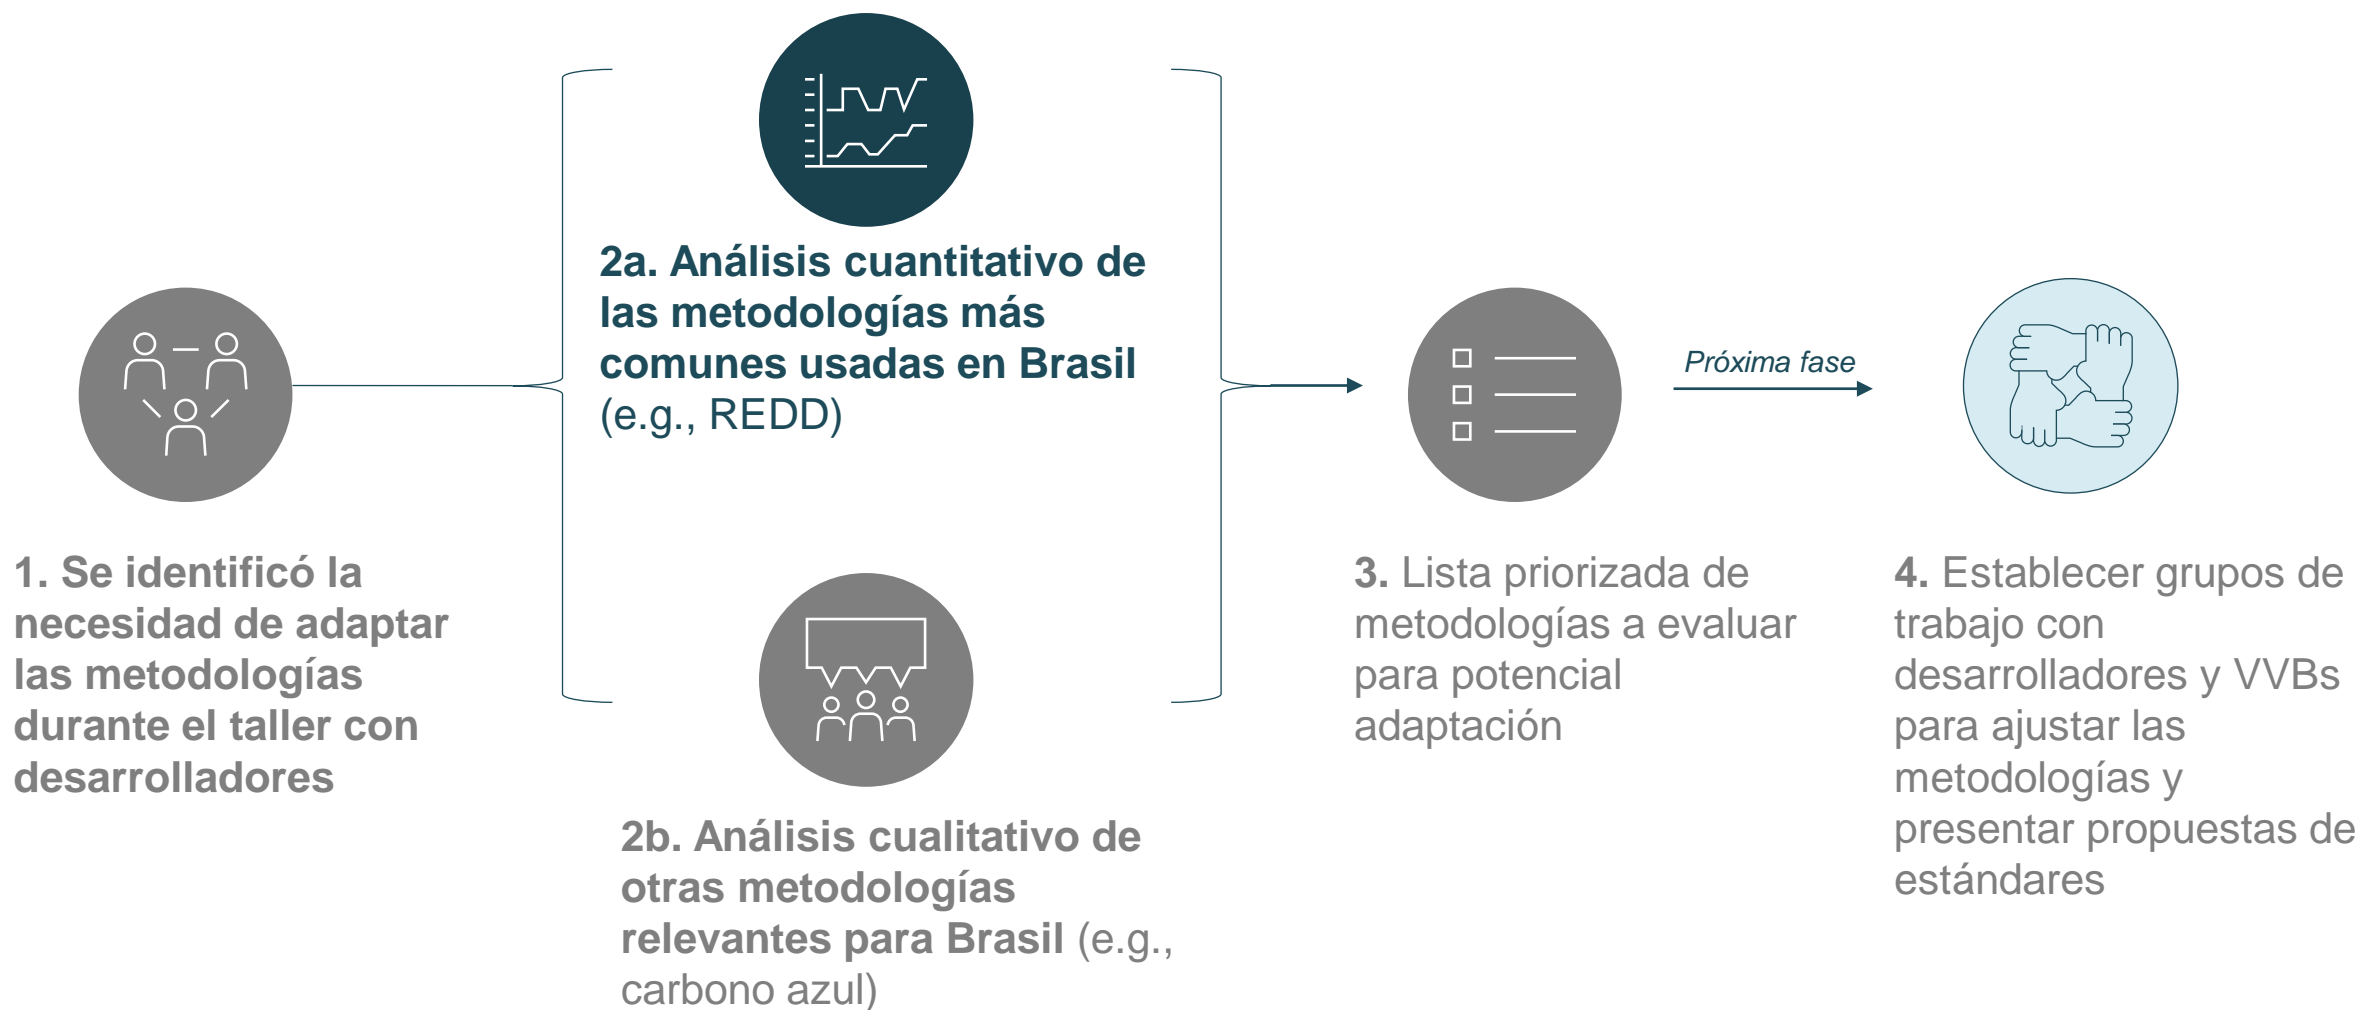 1. Se identificó la
necesidad de adaptar
las metodologías
durante el taller con
desarrolladores
2a. Análisis cuantitativo de
las metodologías más
comunes usadas en Brasil
(e.g., REDD)
2b. Análisis cualitativo de
otras metodologías
relevantes para Brasil (e.g.,
carbono azul)
3. Lista priorizada de
metodologías a evaluar
para potencial
adaptación
Próxima fase
4. Establecer grupos de
trabajo con
desarrolladores y VVBs
para ajustar las
metodologías y
presentar propuestas de
estándares